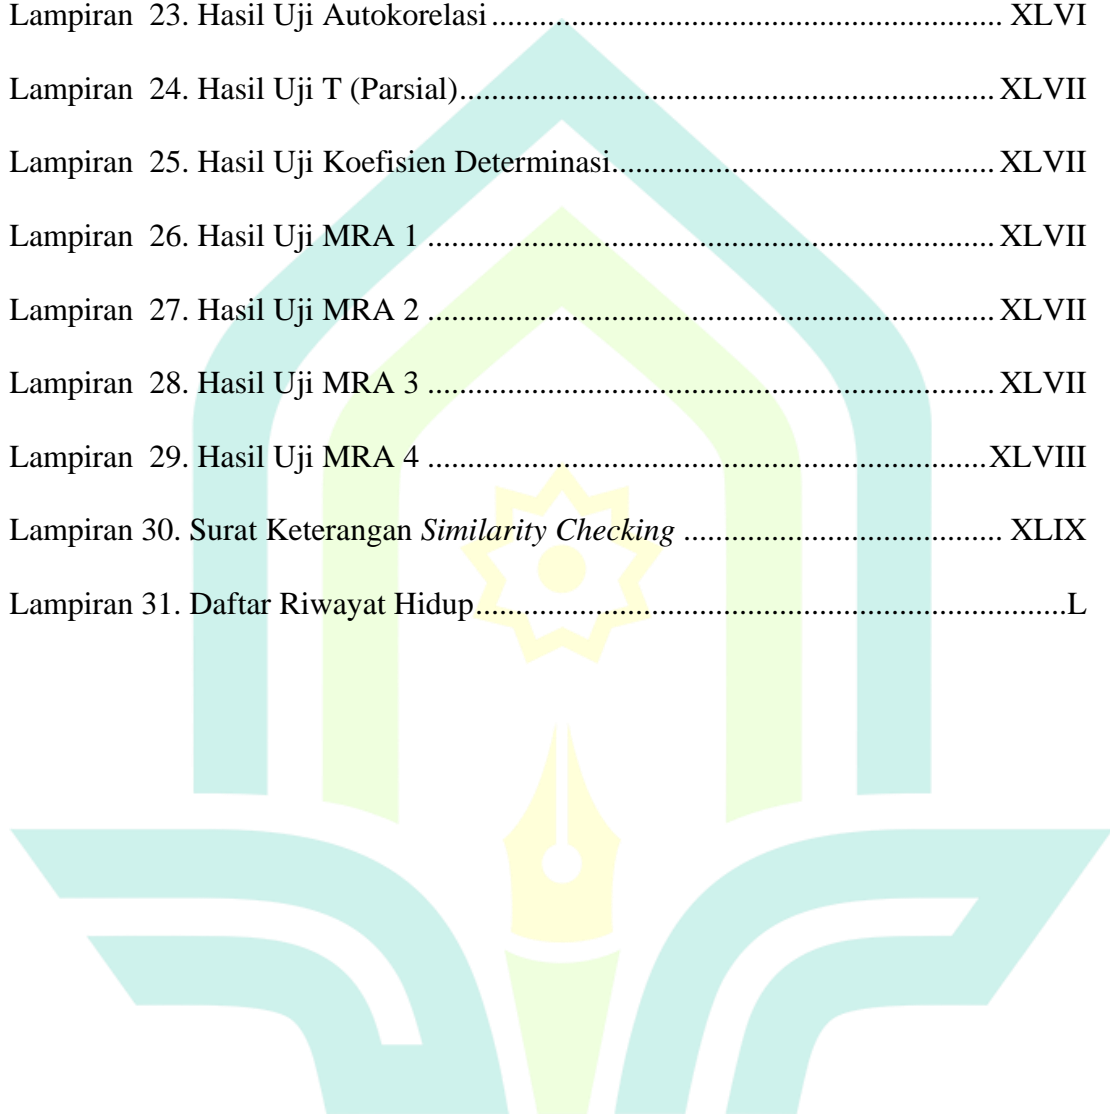 Lampiran  23. Hasil Uji Autokorelasi ................................................................ XLVI
Lampiran  24. Hasil Uji T (Parsial)................................................................... XLVII
Lampiran  25. Hasil Uji Koefisien Determinasi................................................ XLVII
Lampiran  26. Hasil Uji MRA 1 ....................................................................... XLVII
Lampiran  27. Hasil Uji MRA 2 ....................................................................... XLVII
Lampiran  28. Hasil Uji MRA 3 ....................................................................... XLVII
Lampiran  29. Hasil Uji MRA 4 ......................................................................XLVIII
Lampiran 30. Surat Keterangan Similarity Checking ........................................ XLIX
Lampiran 31. Daftar Riwayat Hidup..........................................................................L